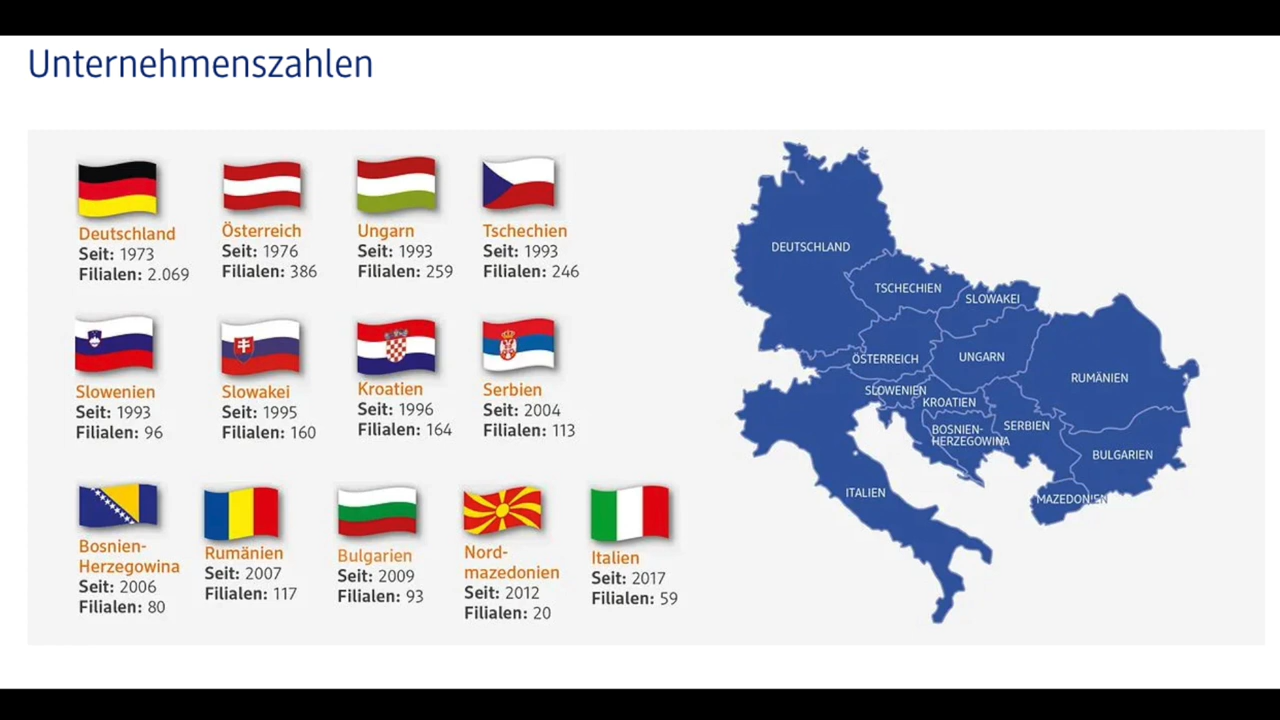 Unternehmenszahlen
Deutschland
Seit: 1973
Filialen: 2.069
Österreich
Seit: 1976
Filialen: 386
Ungarn
Seit: 1993
Filialen: 259
Tschechien
Seit: 1993
Filialen: 246
Slowenien
Seit: 1993
Filialen: 96
Slowakei
Seit: 1995
Filialen: 160
Kroatien
Seit: 1996
Filialen: 164
Serbien
Seit: 2004
Filialen: 113
Bosnien-
Herzegowina
Seit: 2006
Filialen: 80
Rumänien
Seit: 2007
Filialen: 117
Bulgarien
Seit: 2009
Filialen: 93
Nord-
mazedonien
Seit: 2012
Filialen: 20
Italien
Seit: 2017
Filialen: 59
DEUTSCHLAND
TSCHECHIEN
SLOWAKEI
ÖSTERREICH
UNGARN
RUMÄNIEN
SLOWENIEN
KROATIEN
BOSNIEN-
HERZEGOWINA
SERBIEN
BULGARIEN
ITALIEN
MAZEDONIEN